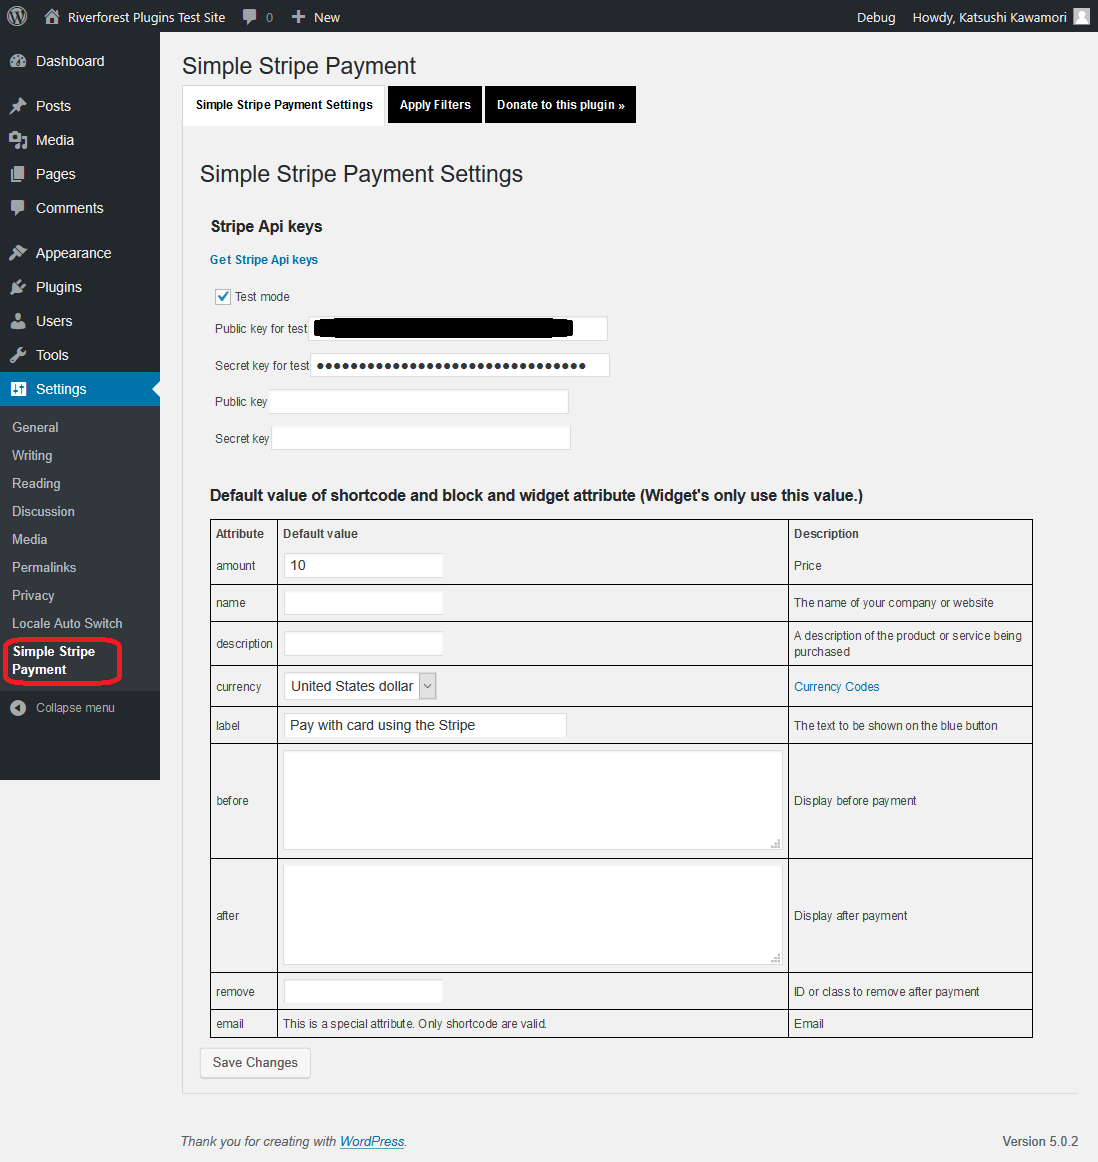 Riverforest Plugins Test Site 0 New Debug Howdy, Katsushi Kawamori
Dashboard
Posts
Media
Pages
Comments
Appearance
Plugins
Users
Tools
Settings
General
Writing
Reading
Discussion
Media
Permalinks
Privacy
Locale Auto Switch
Simple Stripe
Payment
Collapse menu
Simple Stripe Payment
Simple Stripe Payment Settings Apply Filters Donate to this plugin »
Simple Stripe Payment Settings
Stripe Api keys
Get Stripe Api keys
Test mode
Public key for test
Secret key for test ●●●●●●●●●●●●●●●●●●●●●●●●●●●●●●●●
Public key
Secret key
Default value of shortcode and block and widget attribute (Widget's only use this value.)
Attribute Default value Description
amount 10 Price
name The name of your company or website
description A description of the product or service being
purchased
currency United States dollar Currency Codes
label Pay with card using the Stripe The text to be shown on the blue button
before Display before payment
after Display after payment
remove ID or class to remove after payment
email This is a special attribute. Only shortcode are valid. Email
Save Changes
Thank you for creating with WordPress. Version 5.0.2